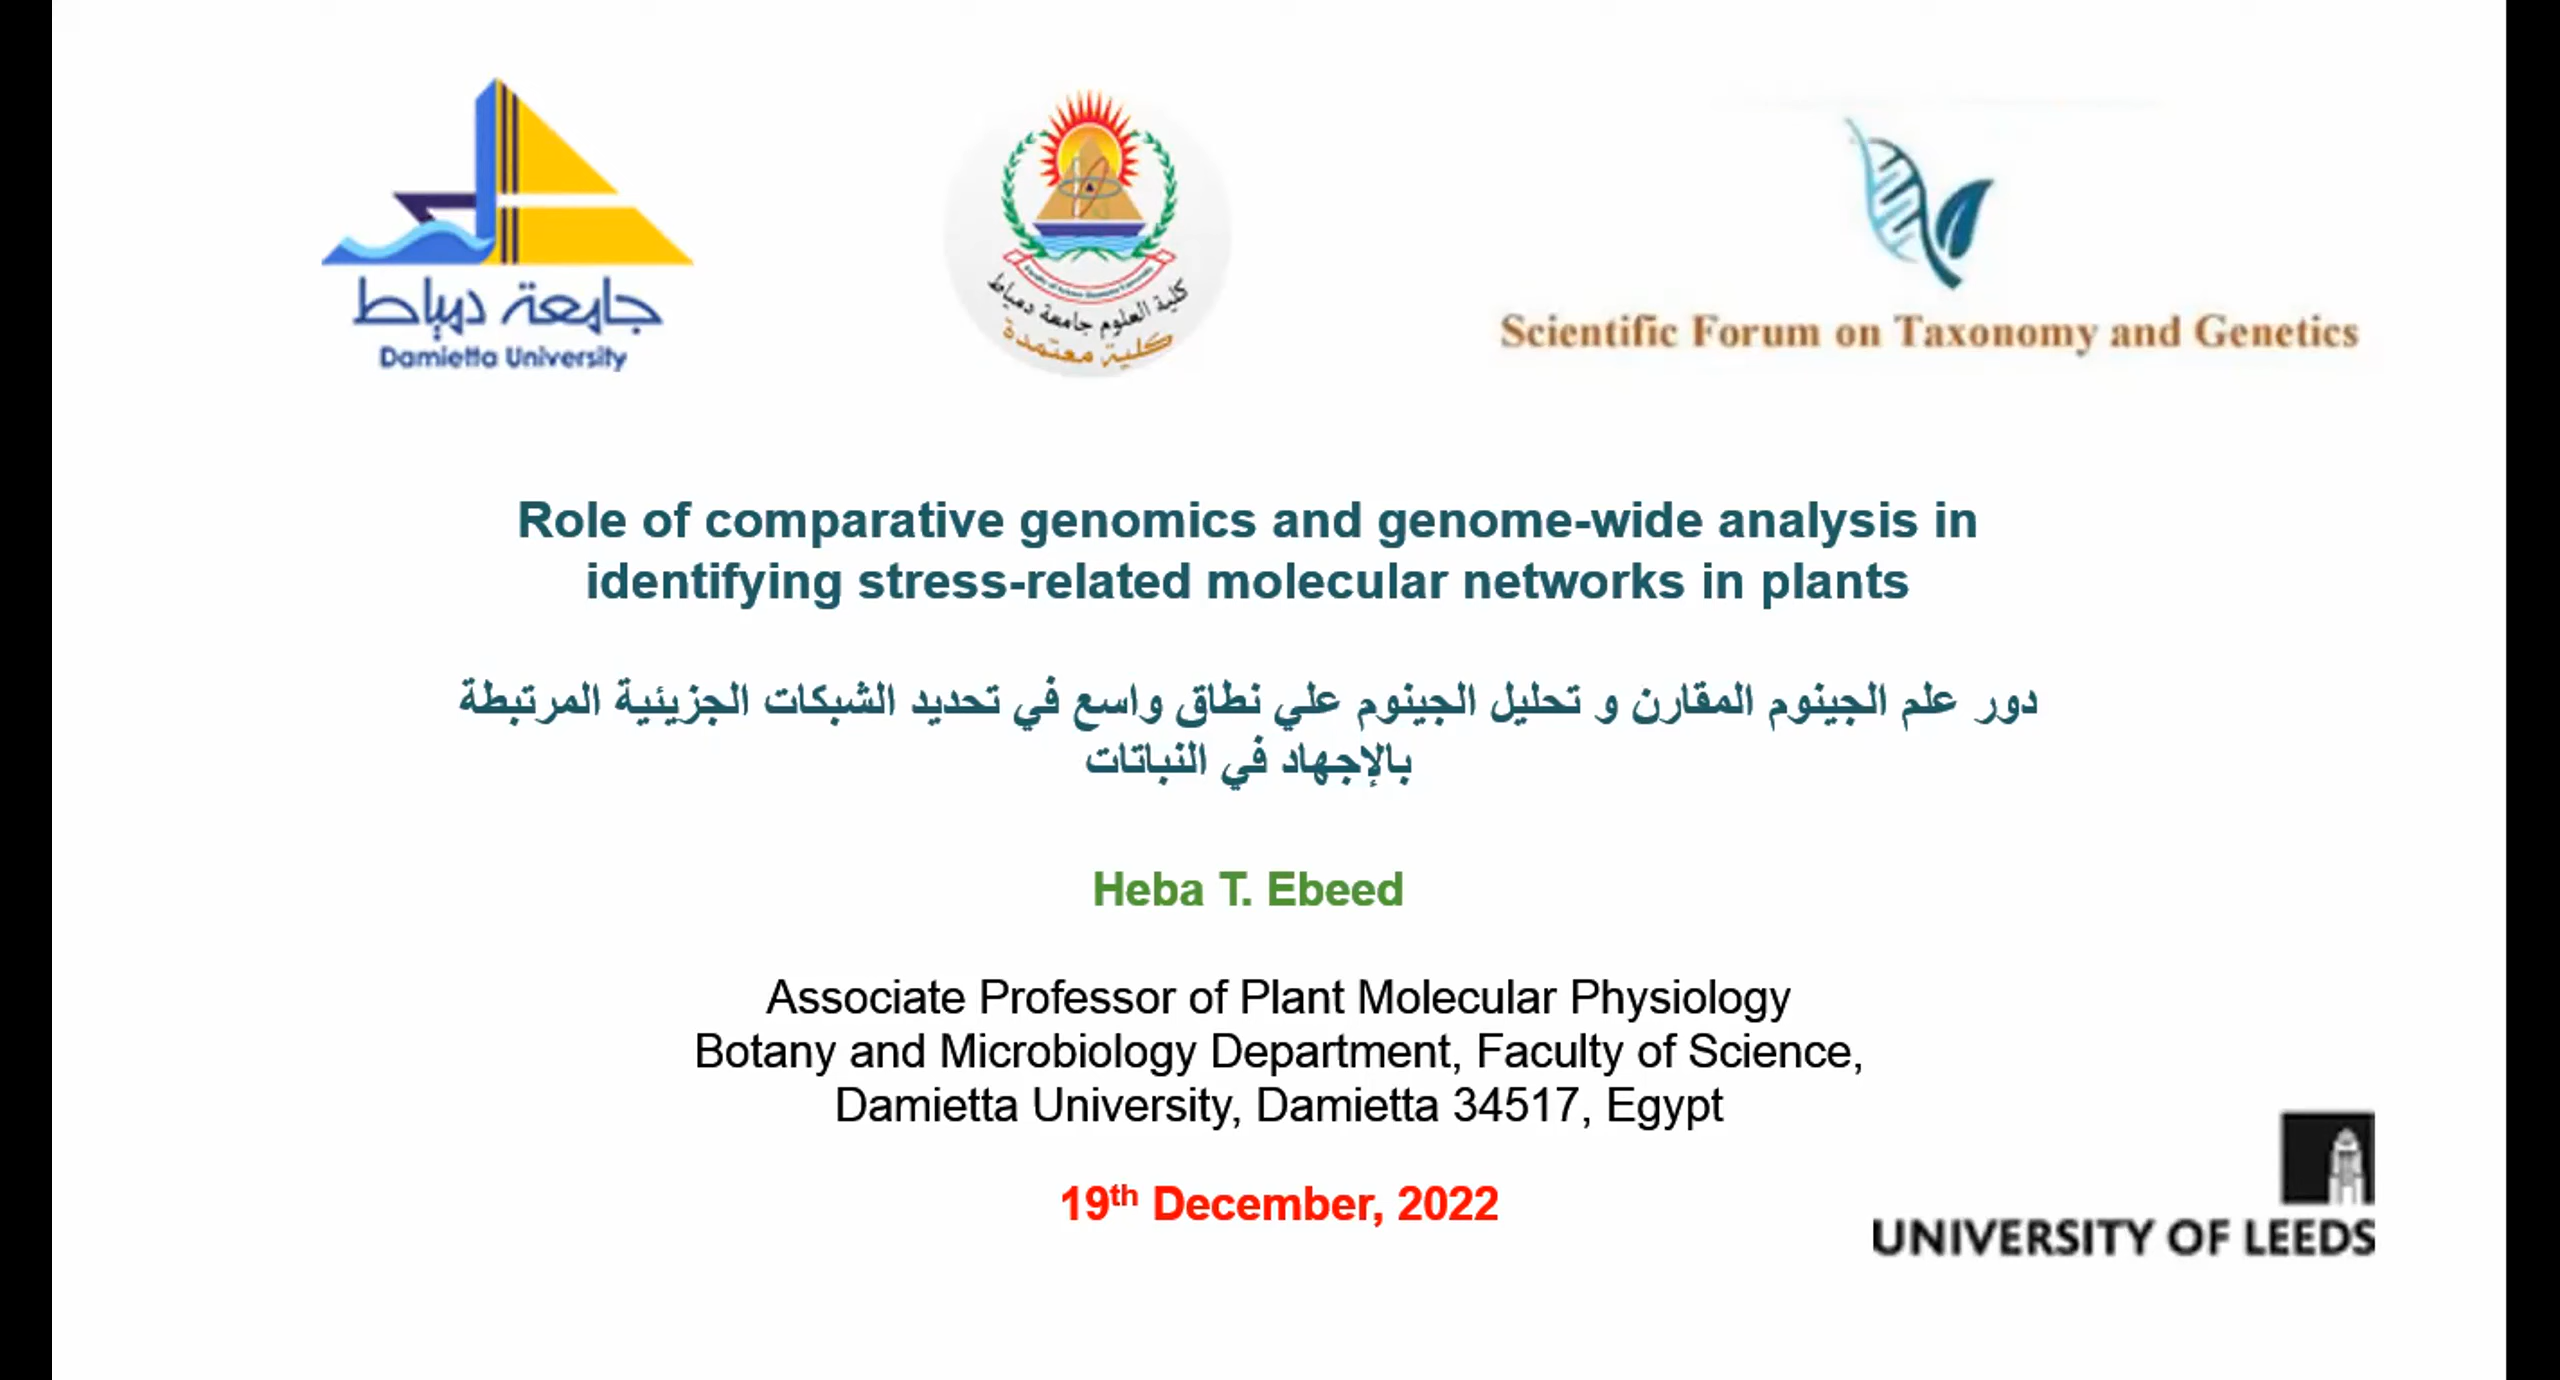 جامعة دمياط
Damietta University
كلية العلوم جامعة دمياط
كلية معتمدة
Scientific Forum on Taxonomy and Genetics
Role of comparative genomics and genome-wide analysis in
identifying stress-related molecular networks in plants
دور علم الجينوم المقارن و تحليل الجينوم علي نطاق واسع في تحديد الشبكات الجزيئية المرتبطة
بالإجهاد في النباتات
Heba T. Ebeed
Associate Professor of Plant Molecular Physiology
Botany and Microbiology Department, Faculty of Science,
Damietta University, Damietta 34517, Egypt
19th December, 2022
UNIVERSITY OF LEEDS